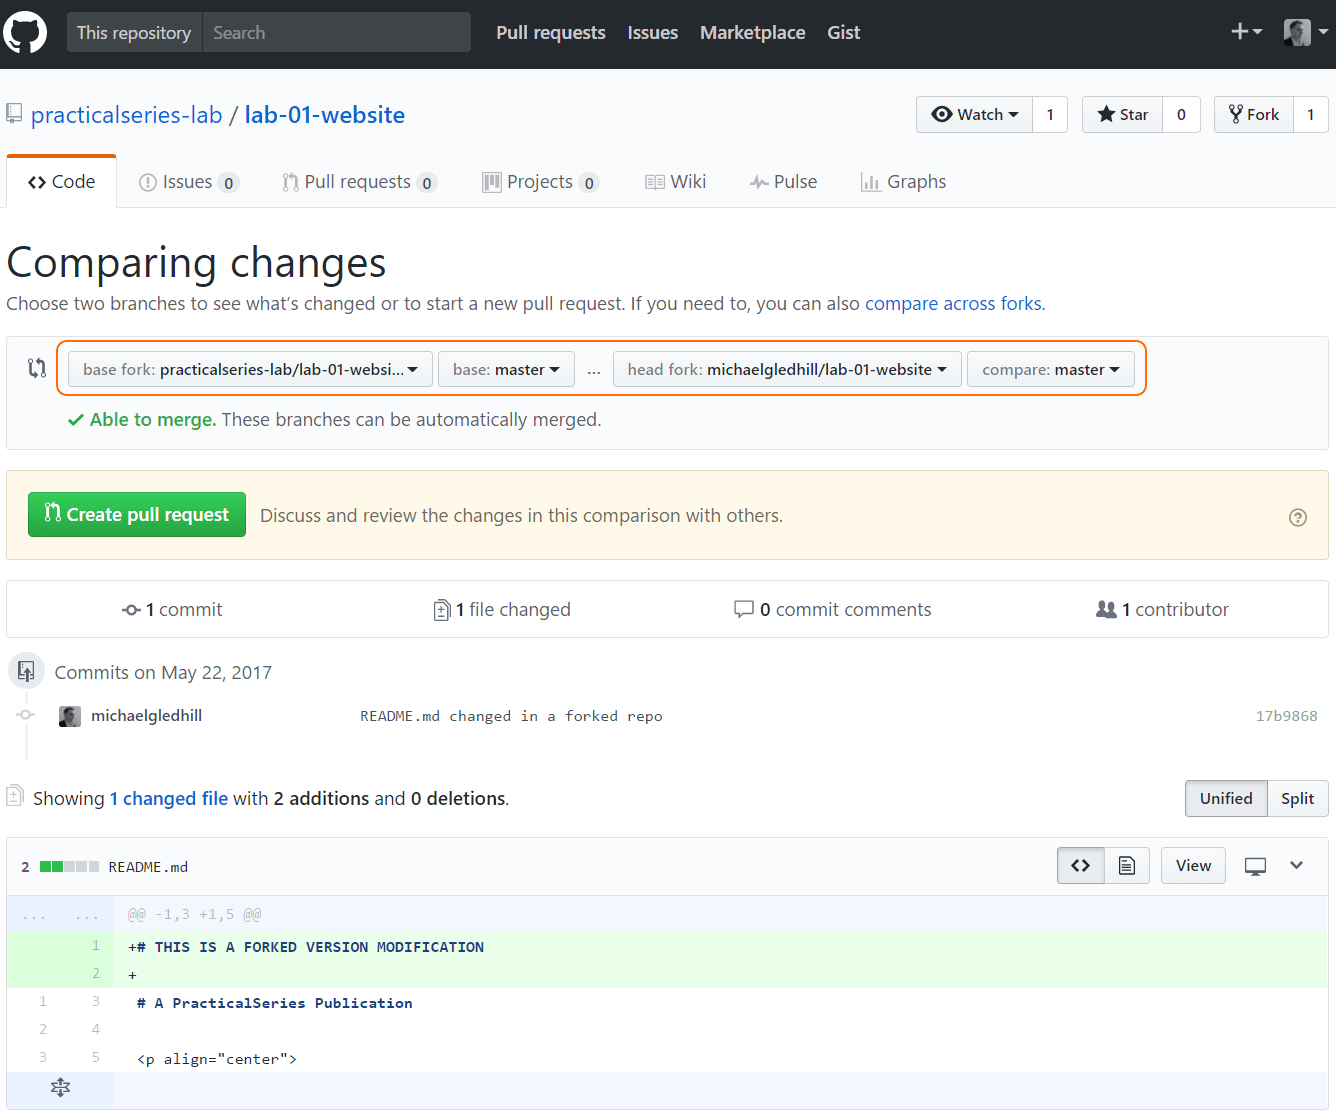 This repository Search Pull requests Issues Marketplace Gist
practicalseries-lab / lab-01-website Watch 1 Star 0 Fork 1
Code Issues 0 Pull requests 0 Projects 0 Wiki Pulse Graphs
Comparing changes
Choose two branches to see what's changed or to start a new pull request. If you need to, you can also compare across forks.
base fork: practicalseries-lab/lab-01-websi... base: master ... head fork: michaelgledhill/lab-01-website compare: master
Able to merge. These branches can be automatically merged.
Create pull request Discuss and review the changes in this comparison with others.
1 commit 1 file changed 0 commit comments 1 contributor
Commits on May 22, 2017
michaelgledhill README.md changed in a forked repo 17b9868
Showing 1 changed file with 2 additions and 0 deletions. Unified Split
2 README.md <> View
... ... @@ -1,3 +1,5 @@
1 +# THIS IS A FORKED VERSION MODIFICATION
2 +
1 3 # A PracticalSeries Publication
2 4
3 5 <p align="center">